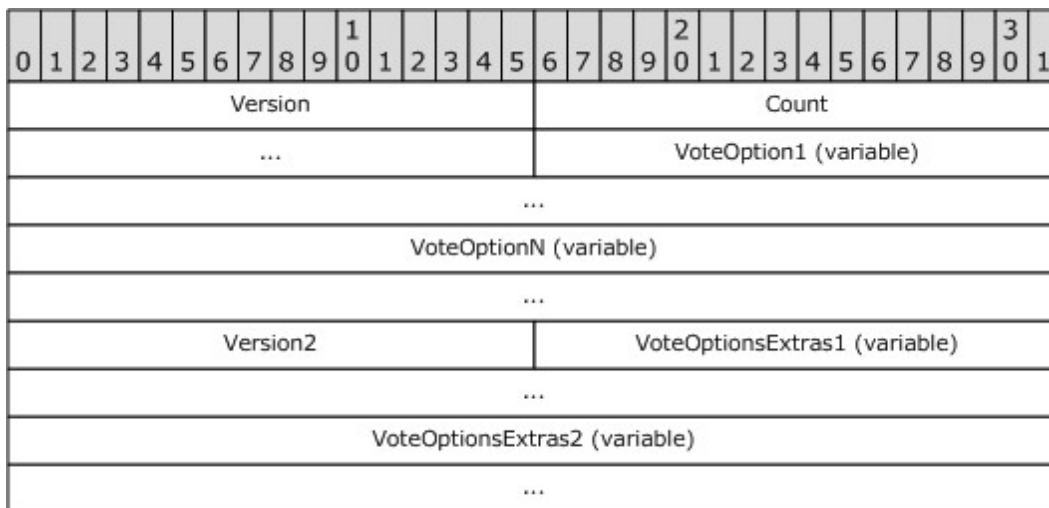 1 2 3
0 1 2 3 4 5 6 7 8 9 0 1 2 3 4 5 6 7 8 9 0 1 2 3 4 5 6 7 8 9 0 1
Version Count
... VoteOption1 (variable)
...
VoteOptionN (variable)
...
Version2 VoteOptionsExtras1 (variable)
...
VoteOptionsExtras2 (variable)
...